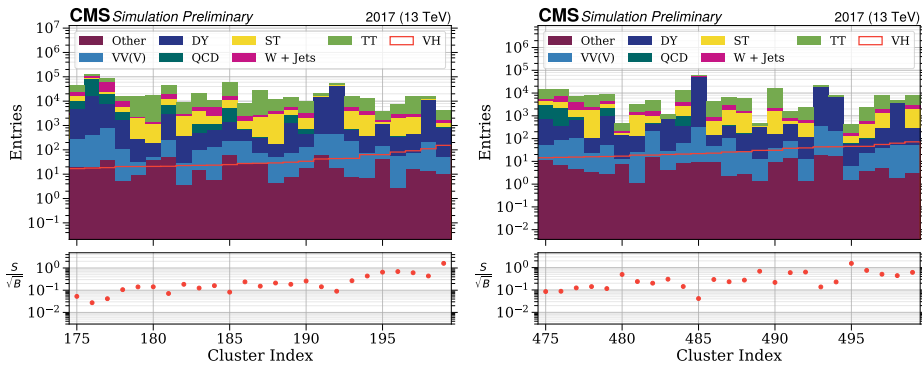 CMS Simulation Preliminary 2017 (13 TeV)
Other DY ST TT VH
VV(V) QCD W + Jets
Entries
10^7
10^6
10^5
10^4
10^3
10^2
10^1
10^0
10^−1
S/√B
10^0
10^−2
175 180 185 190 195
Cluster Index
CMS Simulation Preliminary 2017 (13 TeV)
Other DY ST TT VH
VV(V) QCD W + Jets
Entries
10^6
10^5
10^4
10^3
10^2
10^1
10^0
10^−1
10^−2
S/√B
10^0
10^−2
475 480 485 490 495
Cluster Index